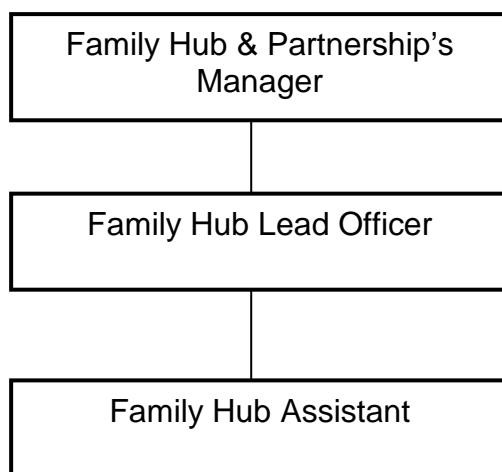 Family Hub & Partnership’s
Manager
Family Hub Lead Officer
Family Hub Assistant